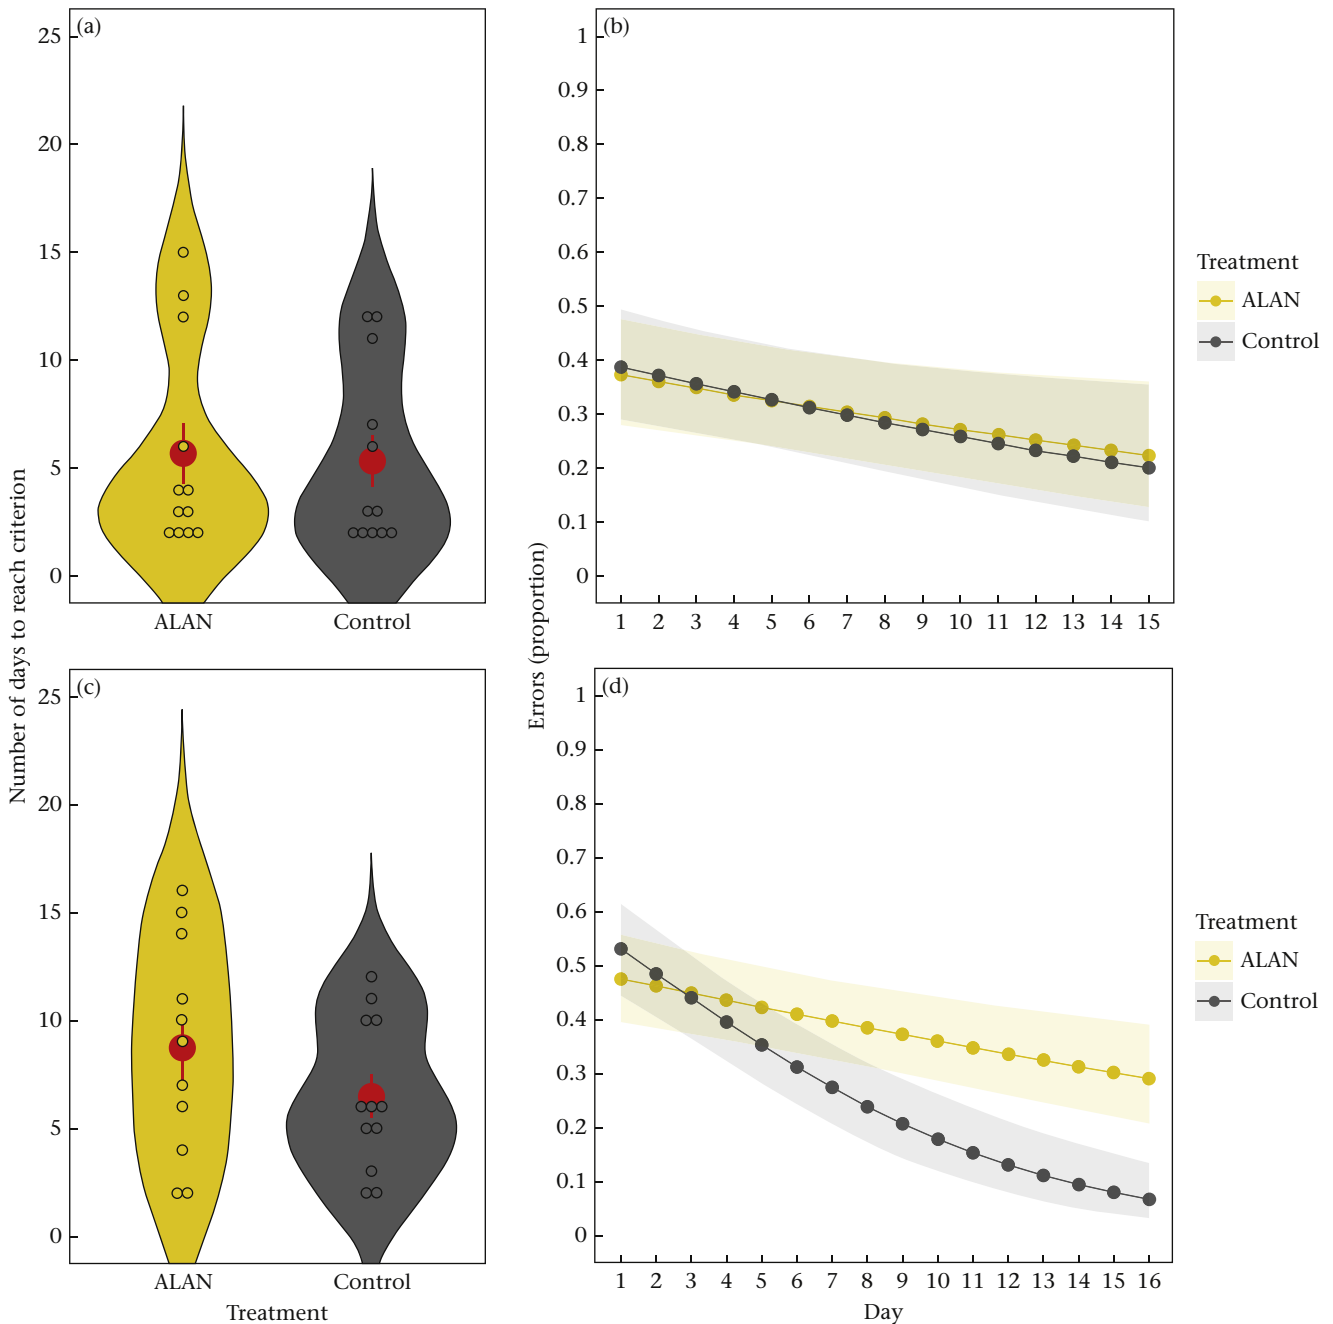 (a)
25
20
15
10
5
0
ALAN
Control
Number of days to reach criterion
(b)
1
0.9
0.8
0.7
0.6
0.5
0.4
0.3
0.2
0.1
0
1 2 3 4 5 6 7 8 9 10 11 12 13 14 15
Errors (proportion)
Treatment
ALAN
Control
(c)
25
20
15
10
5
0
ALAN
Control
Treatment
(d)
1
0.9
0.8
0.7
0.6
0.5
0.4
0.3
0.2
0.1
0
1 2 3 4 5 6 7 8 9 10 11 12 13 14 15 16
Day
Treatment
ALAN
Control